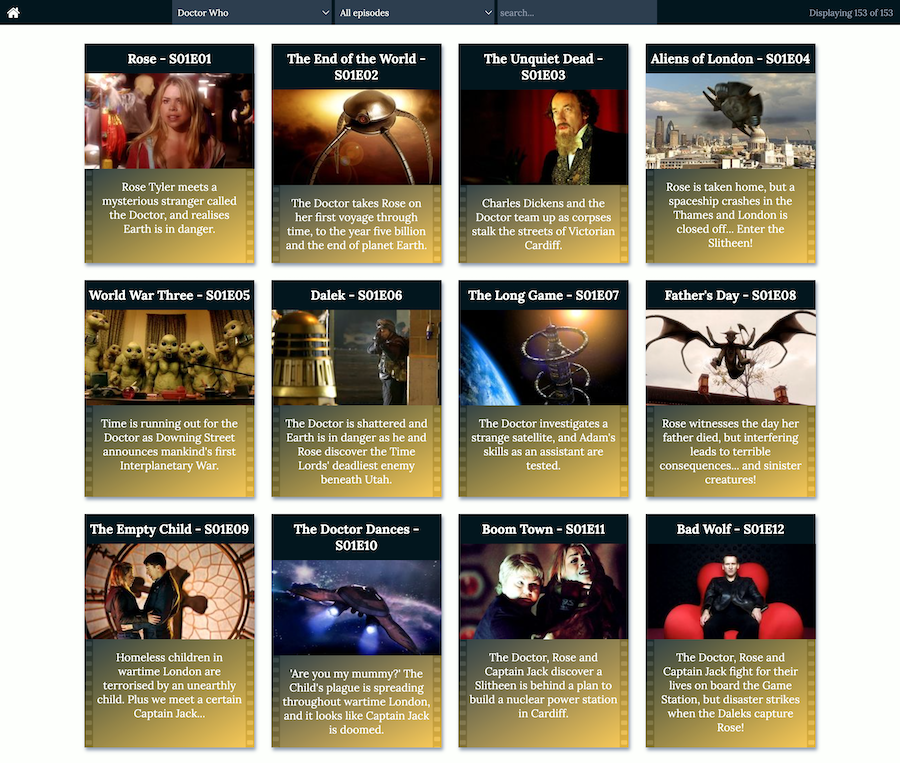 Doctor Who
All episodes
search...
Displaying 153 of 153
Rose - S01E01
Rose Tyler meets a
mysterious stranger called
the Doctor, and realises
Earth is in danger.
The End of the World -
S01E02
The Doctor takes Rose on
her first voyage through
time, to the year five billion
and the end of planet Earth.
The Unquiet Dead -
S01E03
Charles Dickens and the
Doctor team up as corpses
stalk the streets of Victorian
Cardiff.
Aliens of London - S01E04
Rose is taken home, but a
spaceship crashes in the
Thames and London is
closed off... Enter the
Slitheen!
World War Three - S01E05
Time is running out for the
Doctor as Downing Street
announces mankind's first
Interplanetary War.
Dalek - S01E06
The Doctor is shattered and
Earth is in danger as he and
Rose discover the Time
Lords' deadliest enemy
beneath Utah.
The Long Game - S01E07
The Doctor investigates a
strange satellite, and Adam's
skills as an assistant are
tested.
Father's Day - S01E08
Rose witnesses the day her
father died, but interfering
leads to terrible
consequences... and sinister
creatures!
The Empty Child - S01E09
Homeless children in
wartime London are
terrorised by an unearthly
child. Plus we meet a certain
Captain Jack...
The Doctor Dances -
S01E10
'Are you my mummy?' The
Child's plague is spreading
throughout wartime London,
and it looks like Captain Jack
is doomed.
Boom Town - S01E11
The Doctor, Rose and
Captain Jack discover a
Slitheen is behind a plan to
build a nuclear power station
in Cardiff.
Bad Wolf - S01E12
The Doctor, Rose and
Captain Jack fight for their
lives on board the Game
Station, but disaster strikes
when the Daleks capture
Rose!